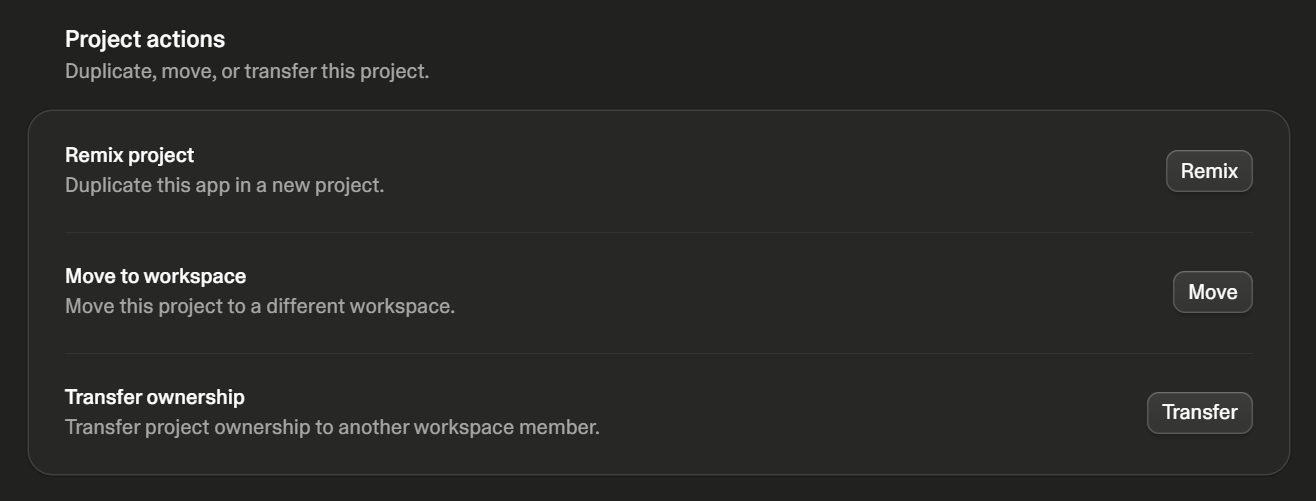 Project actions
Duplicate, move, or transfer this project.
Remix project
Duplicate this app in a new project.
Remix
Move to workspace
Move this project to a different workspace.
Move
Transfer ownership
Transfer project ownership to another workspace member.
Transfer